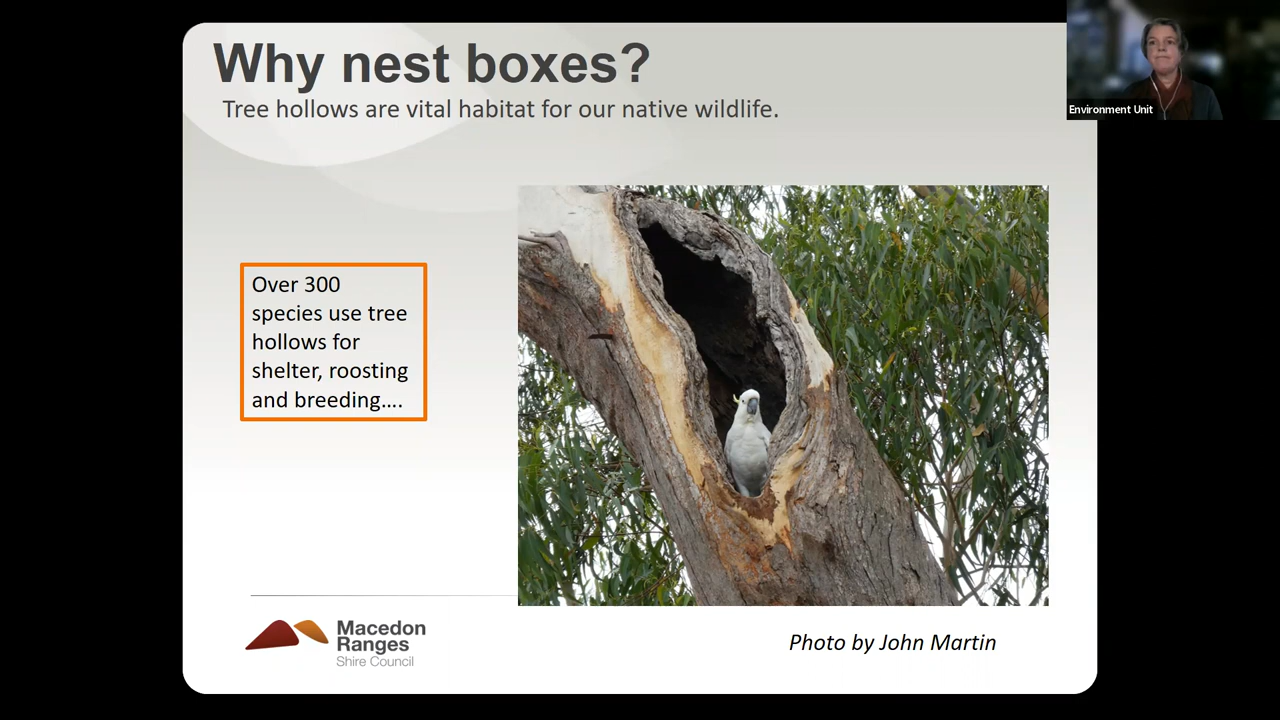 Why nest boxes?
Tree hollows are vital habitat for our native wildlife.
Environment Unit
Over 300
species use tree
hollows for
shelter, roosting
and breeding....
Macedon
Ranges
Shire Council
Photo by John Martin